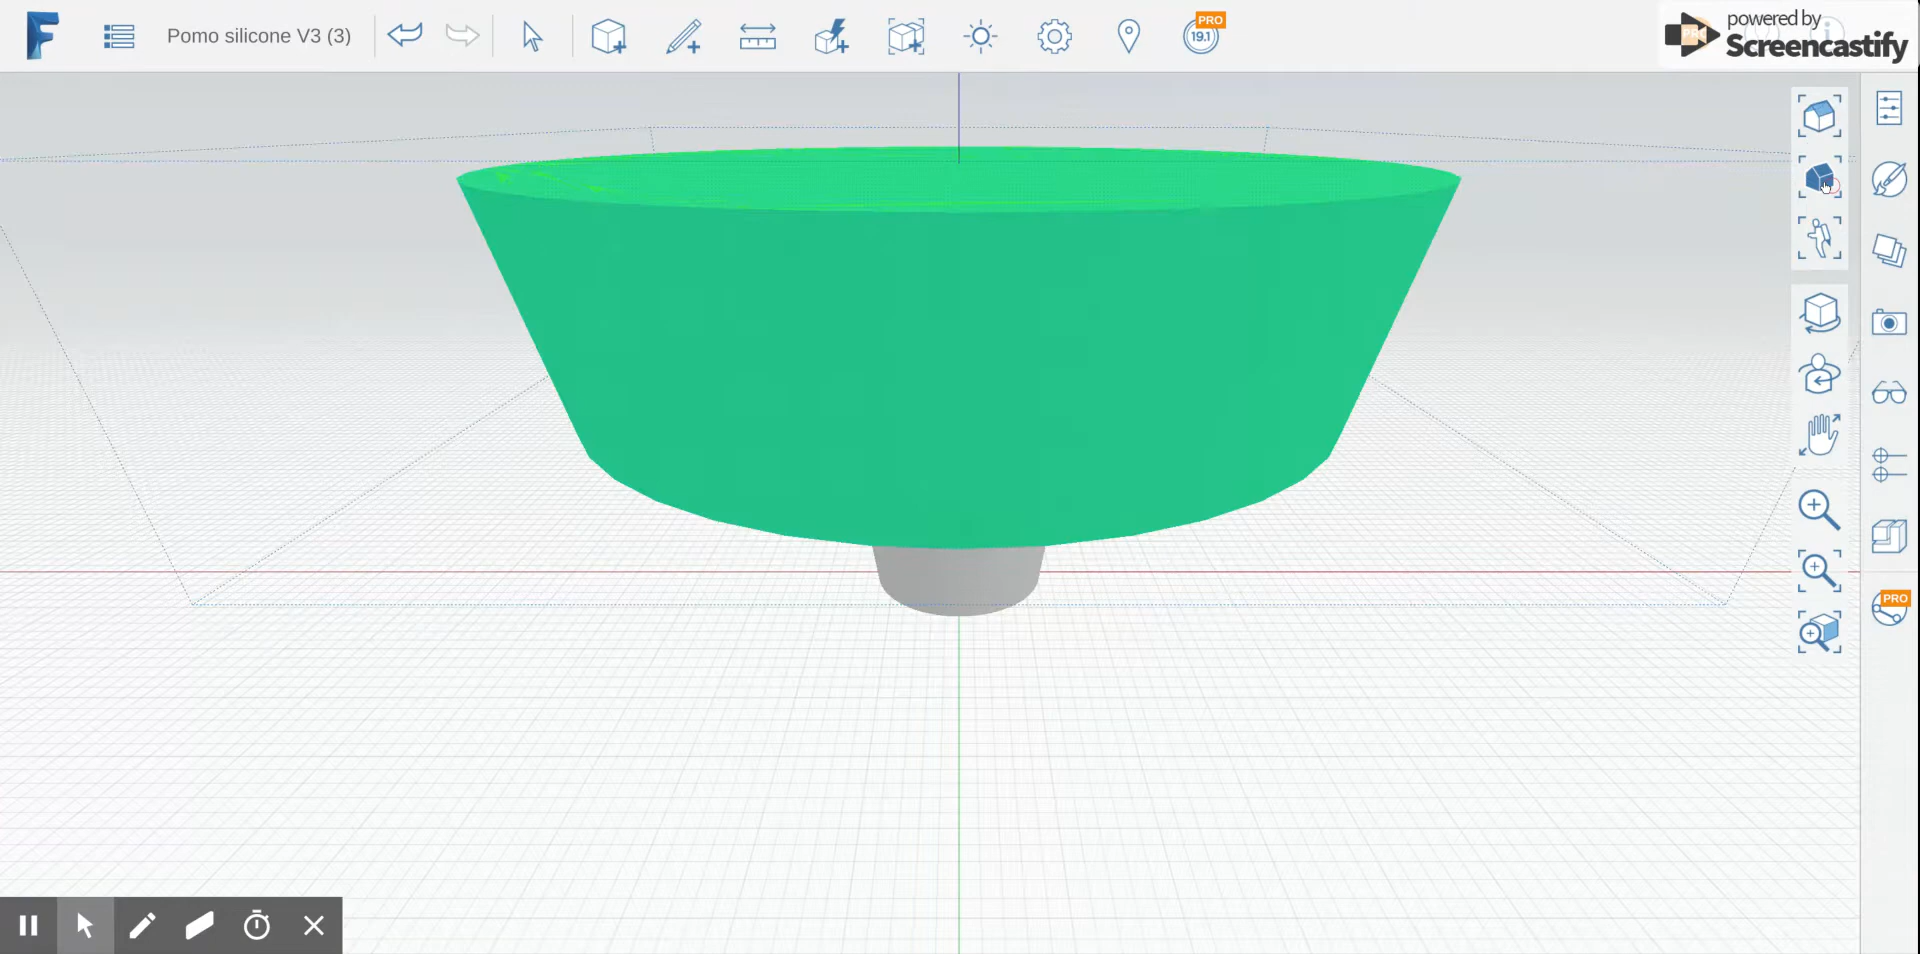 Pomo silicone V3 (3)
PRO
19.1
powered by
Screencastify
PRO